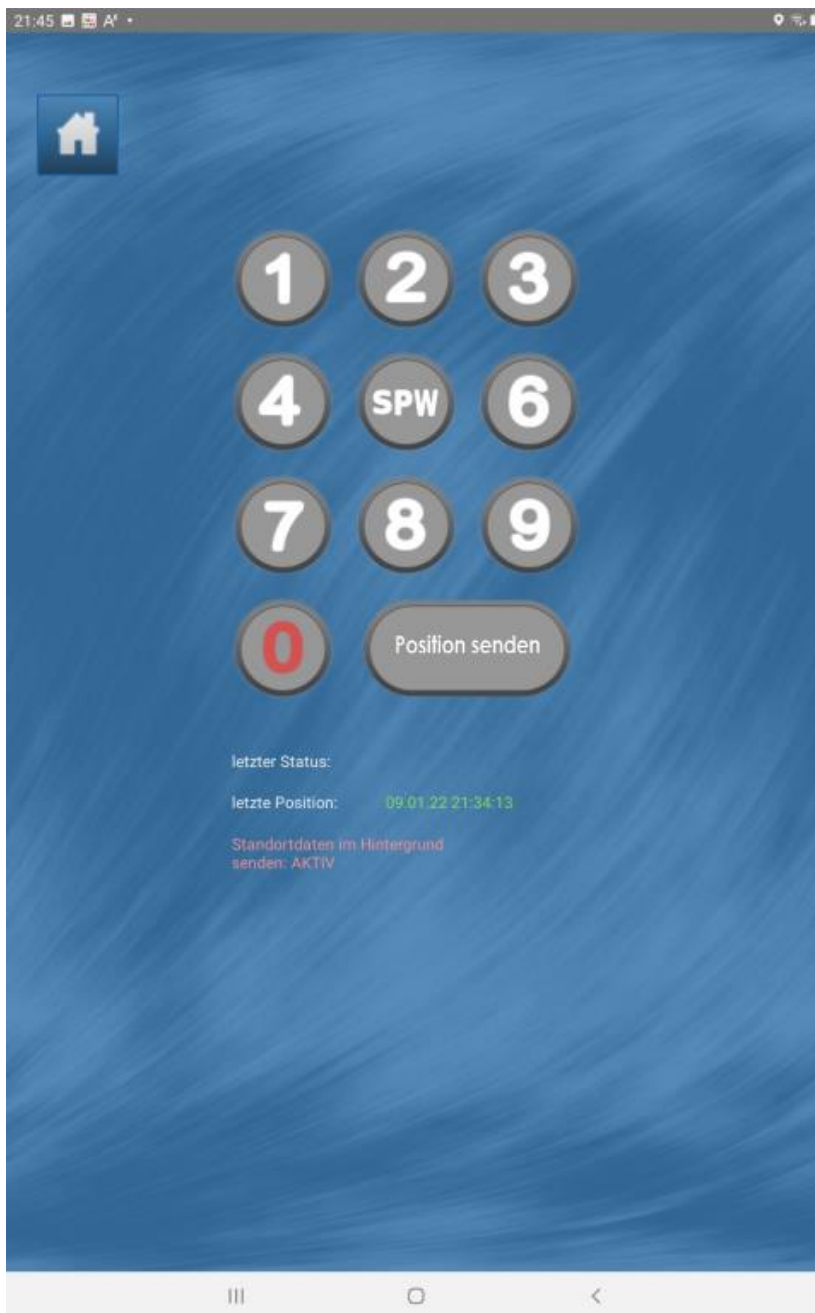 21:45
1 2 3
4 SPW 6
7 8 9
0 Position senden
letzter Status:
letzte Position: 09.01.22 21:34:13
Standortdaten im Hintergrund
senden: AKTIV